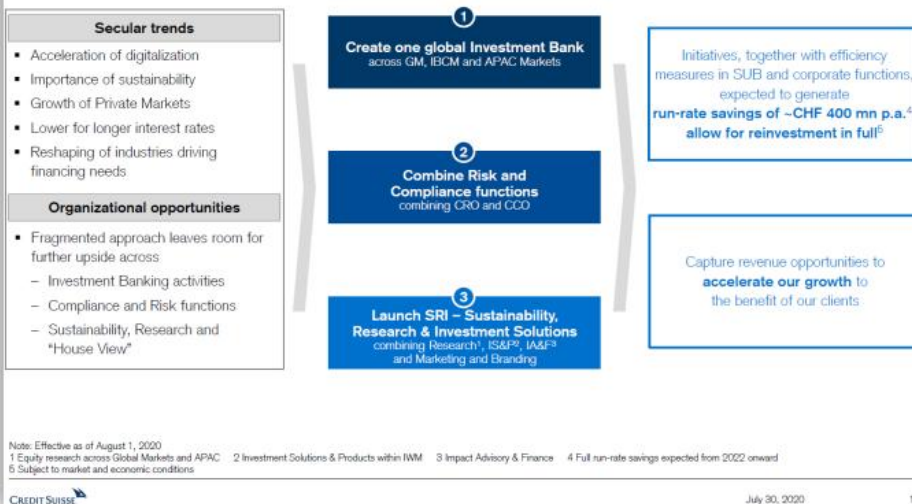 Secular trends
▪ Acceleration of digitalization
▪ Importance of sustainability
▪ Growth of Private Markets
▪ Lower for longer interest rates
▪ Reshaping of industries driving
financing needs
Organizational opportunities
▪ Fragmented approach leaves room for
further upside across
– Investment Banking activities
– Compliance and Risk functions
– Sustainability, Research and
“House View”
1
Create one global Investment Bank
across GM, IBCM and APAC Markets
2
Combine Risk and
Compliance functions
combining CRO and CCO
3
Launch SRI – Sustainability,
Research & Investment Solutions
combining Research¹, IS&P², IA&F³
and Marketing and Branding
Initiatives, together with efficiency
measures in SUB and corporate functions,
expected to generate
run-rate savings of ~CHF 400 mn p.a.⁴
allow for reinvestment in full⁵
Capture revenue opportunities to
accelerate our growth to
the benefit of our clients
Note: Effective as of August 1, 2020
1 Equity research across Global Markets and APAC 2 Investment Solutions & Products within IWM 3 Impact Advisory & Finance 4 Full run-rate savings expected from 2022 onward
5 Subject to market and economic conditions
CREDIT SUISSE
July 30, 2020